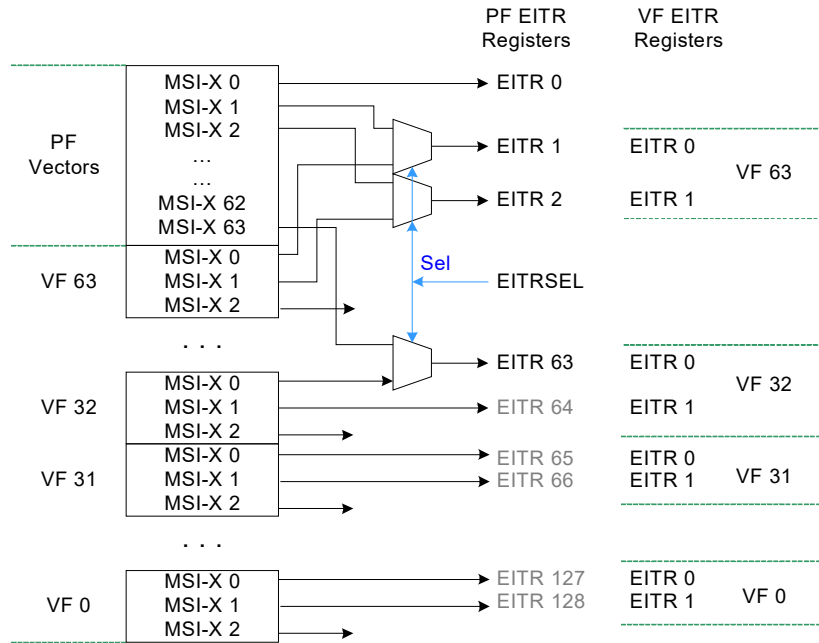 PF EITR
Registers
VF EITR
Registers
PF
Vectors
MSI-X 0
MSI-X 1
MSI-X 2
...
...
MSI-X 62
MSI-X 63
EITR 0
EITR 1
EITR 2
EITR 0
EITR 1
VF 63
VF 63
MSI-X 0
MSI-X 1
MSI-X 2
Sel
EITRSEL
. . .
VF 32
MSI-X 0
MSI-X 1
MSI-X 2
EITR 63
EITR 64
EITR 0
EITR 1
VF 32
VF 31
MSI-X 0
MSI-X 1
MSI-X 2
EITR 65
EITR 66
EITR 0
EITR 1
VF 31
. . .
VF 0
MSI-X 0
MSI-X 1
MSI-X 2
EITR 127
EITR 128
EITR 0
EITR 1
VF 0